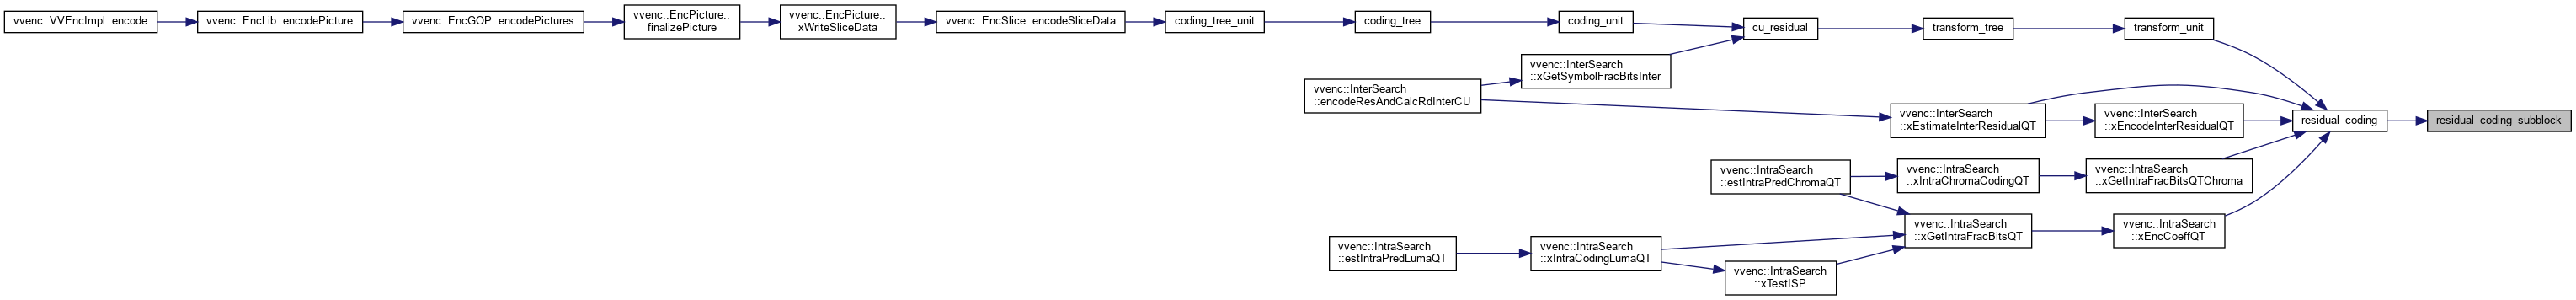 vvenc::VVEncImpl::encode
vvenc::EncLib::encodePicture
vvenc::EncGOP::encodePictures
vvenc::EncPicture::
finalizePicture
vvenc::EncPicture::
xWriteSliceData
vvenc::EncSlice::encodeSliceData
coding_tree_unit
coding_tree
coding_unit
cu_residual
transform_tree
transform_unit
vvenc::InterSearch
::xGetSymbolFracBitsInter
vvenc::InterSearch
::encodeResAndCalcRdInterCU
vvenc::InterSearch
::xEstimateInterResidualQT
vvenc::InterSearch
::xEncodeInterResidualQT
residual_coding
residual_coding_subblock
vvenc::IntraSearch
::estIntraPredChromaQT
vvenc::IntraSearch
::xIntraChromaCodingQT
vvenc::IntraSearch
::xGetIntraFracBitsQTChroma
vvenc::IntraSearch
::xGetIntraFracBitsQT
vvenc::IntraSearch
::xEncCoeffQT
vvenc::IntraSearch
::estIntraPredLumaQT
vvenc::IntraSearch
::xIntraCodingLumaQT
vvenc::IntraSearch
::xTestISP